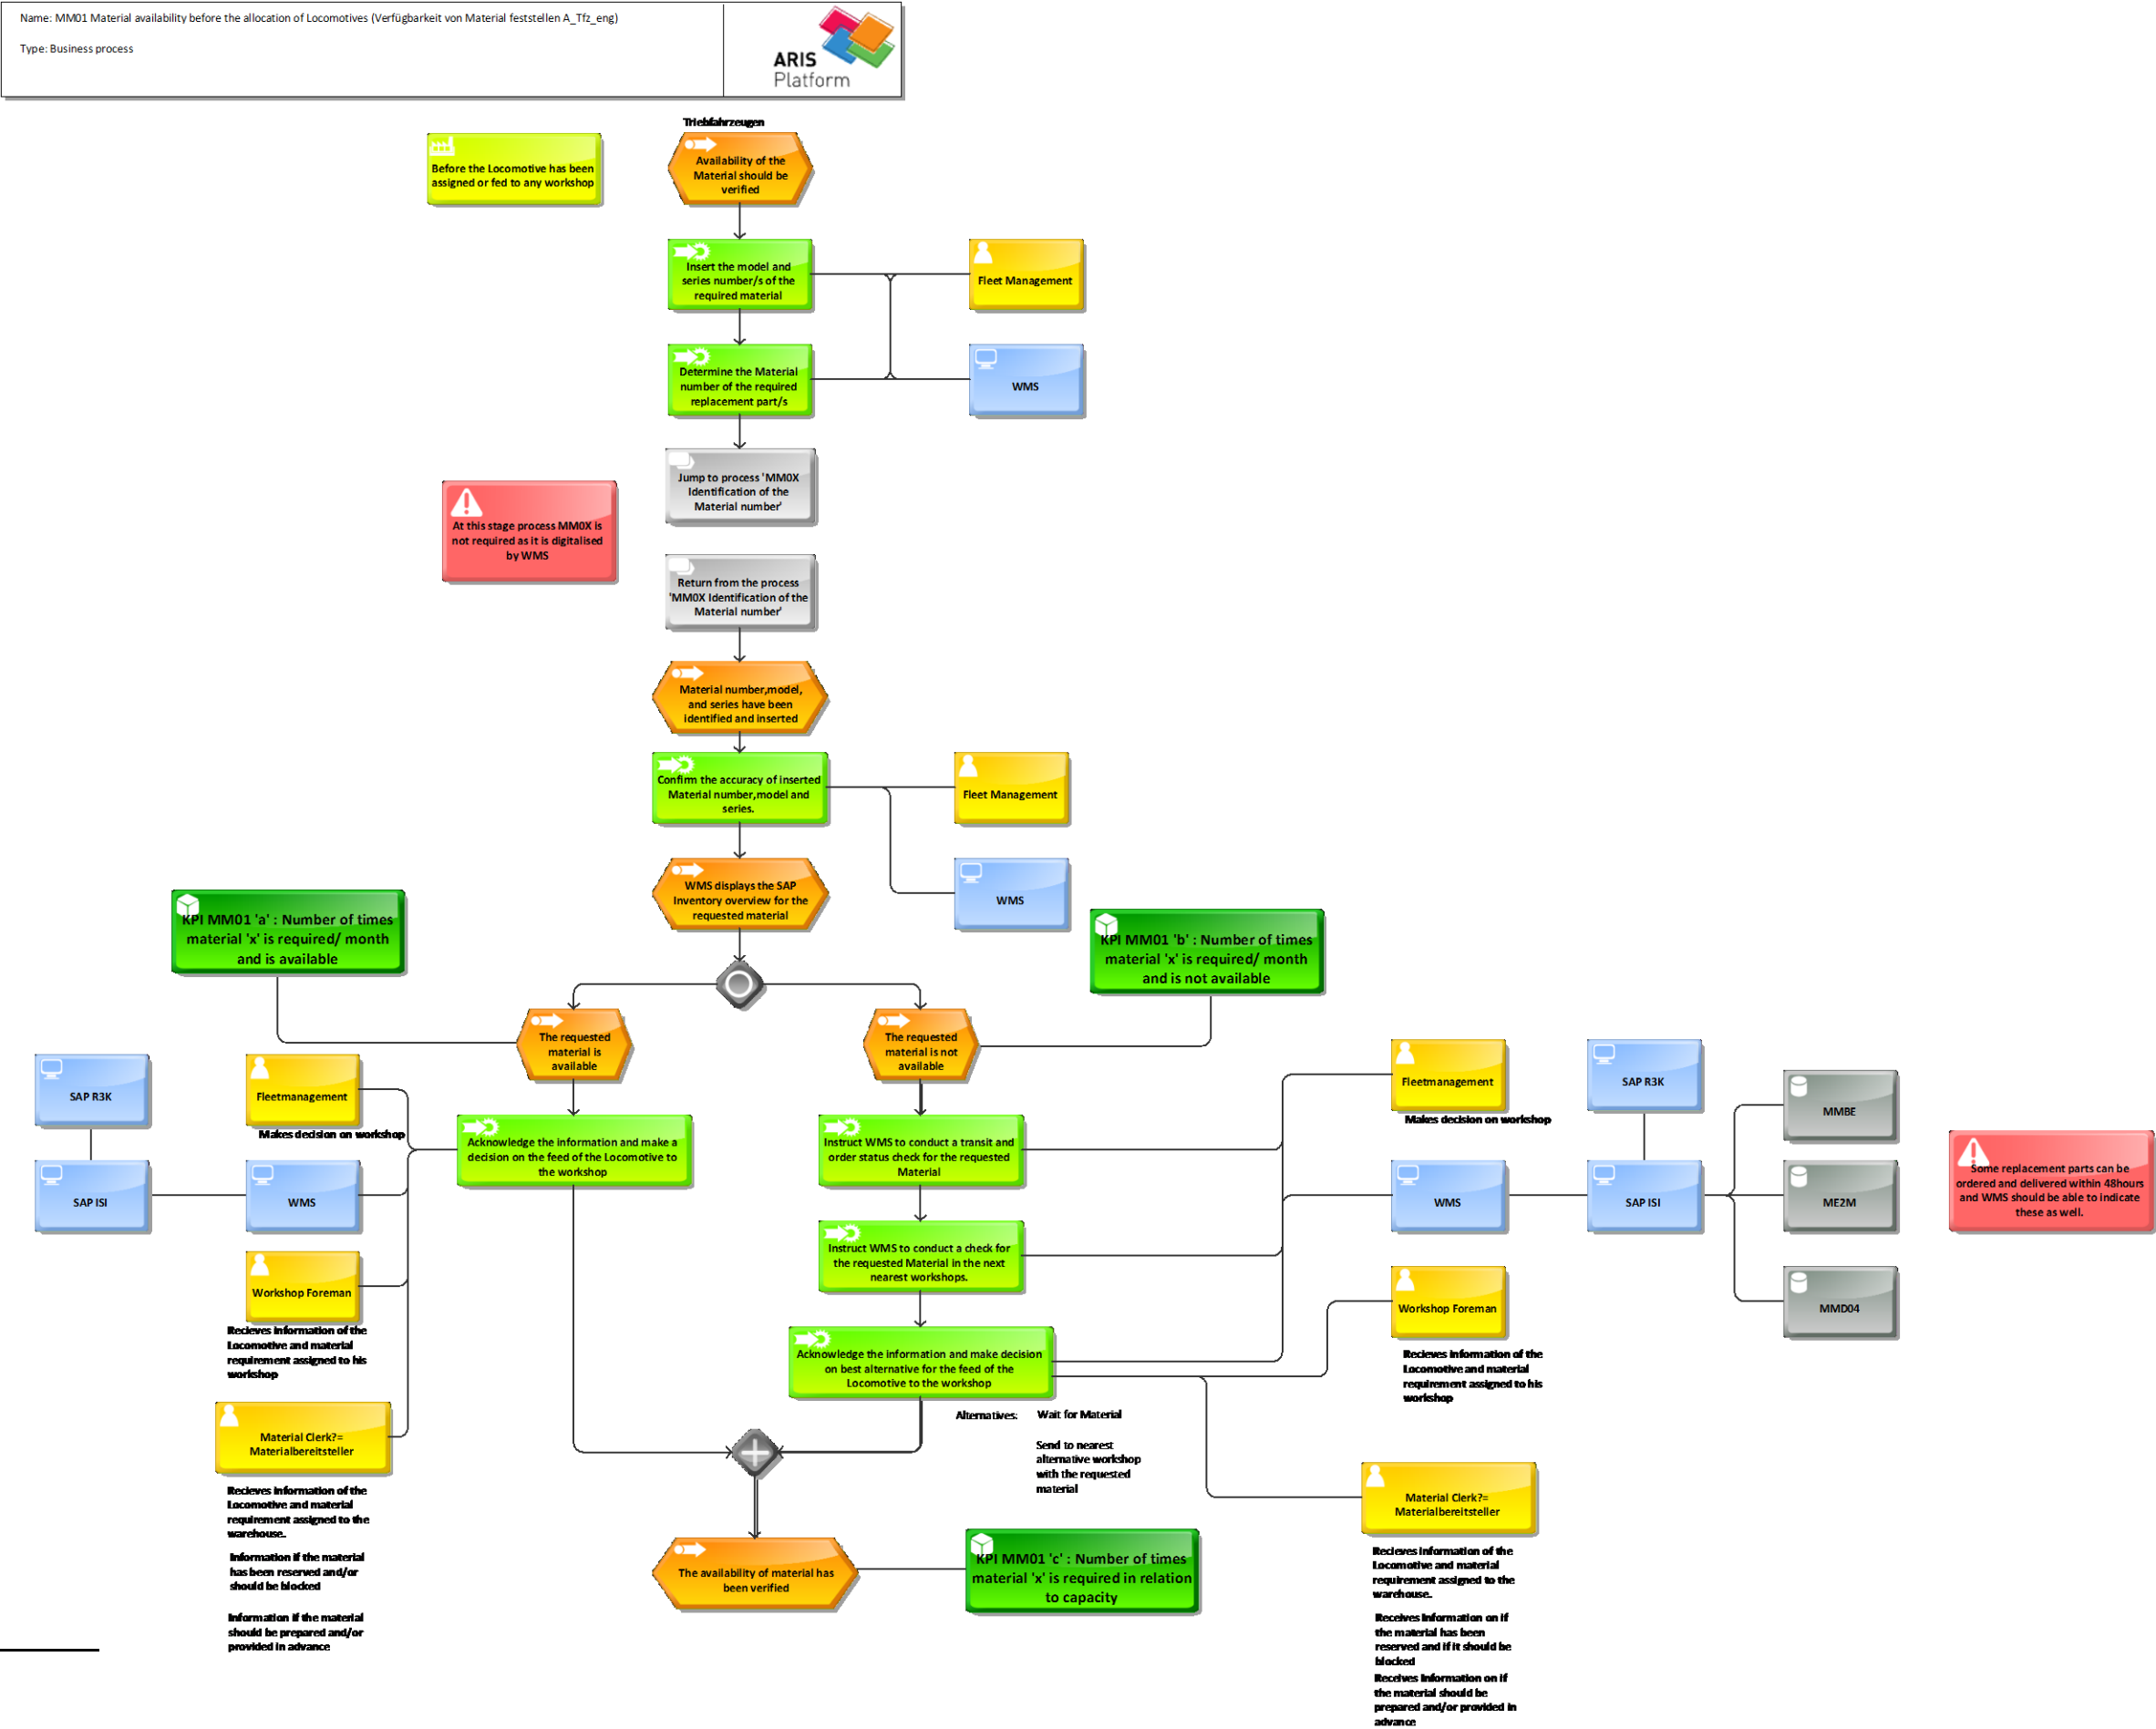 Name: MM01 Material availability before the allocation of Locomotives (Verfügbarkeit von Material feststellen A_Tfz_eng)
Type: Business process
ARIS
Platform
Triebfahrzeugen
Before the Locomotive has been
assigned or fed to any workshop
Availability of the
Material should be
verified
Insert the model and
series number/s of the
required material
Fleet Management
Determine the Material
number of the required
replacement part/s
WMS
Jump to process 'MM0X
Identification of the
Material number'
At this stage process MM0X is
not required as it is digitalised
by WMS
Return from the process
'MM0X Identification of the
Material number'
Material number,model,
and series have been
identified and inserted
Confirm the accuracy of inserted
Material number,model and
series.
Fleet Management
WMS displays the SAP
Inventory overview for the
requested material
WMS
KPI MM01 'a' : Number of times
material 'x' is required/ month
and is available
KPI MM01 'b' : Number of times
material 'x' is required/ month
and is not available
The requested
material is
available
The requested
material is not
available
SAP R3K
Fleetmanagement
Makes decision on workshop
Acknowledge the information and make a
decision on the feed of the Locomotive to
the workshop
Instruct WMS to conduct a transit and
order status check for the requested
Material
Fleetmanagement
Makes decision on workshop
SAP R3K
MMBE
SAP ISI
WMS
WMS
SAP ISI
ME2M
Some replacement parts can be
ordered and delivered within 48hours
and WMS should be able to indicate
these as well.
Instruct WMS to conduct a check for
the requested Material in the next
nearest workshops.
Workshop Foreman
Recieves information of the
Locomotive and material
requirement assigned to his
workshop
Workshop Foreman
Recieves information of the
Locomotive and material
requirement assigned to his
workshop
MMD04
Acknowledge the information and make decision
on best alternative for the feed of the
Locomotive to the workshop
Alternatives: Wait for Material
Send to nearest
alternative workshop
with the requested
material
Material Clerk?=
Materialbereitsteller
Recieves information of the
Locomotive and material
requirement assigned to the
warehouse..
Information if the material
has been reserved and/or
should be blocked
Information if the material
should be prepared and/or
provided in advance
Material Clerk?=
Materialbereitsteller
Recieves information of the
Locomotive and material
requirement assigned to the
warehouse..
Receives information on if
the material has been
reserved and if it should be
blocked
Receives information on if
the material should be
prepared and/or provided in
advance
The availability of material has
been verified
KPI MM01 'c' : Number of times
material 'x' is required in relation
to capacity